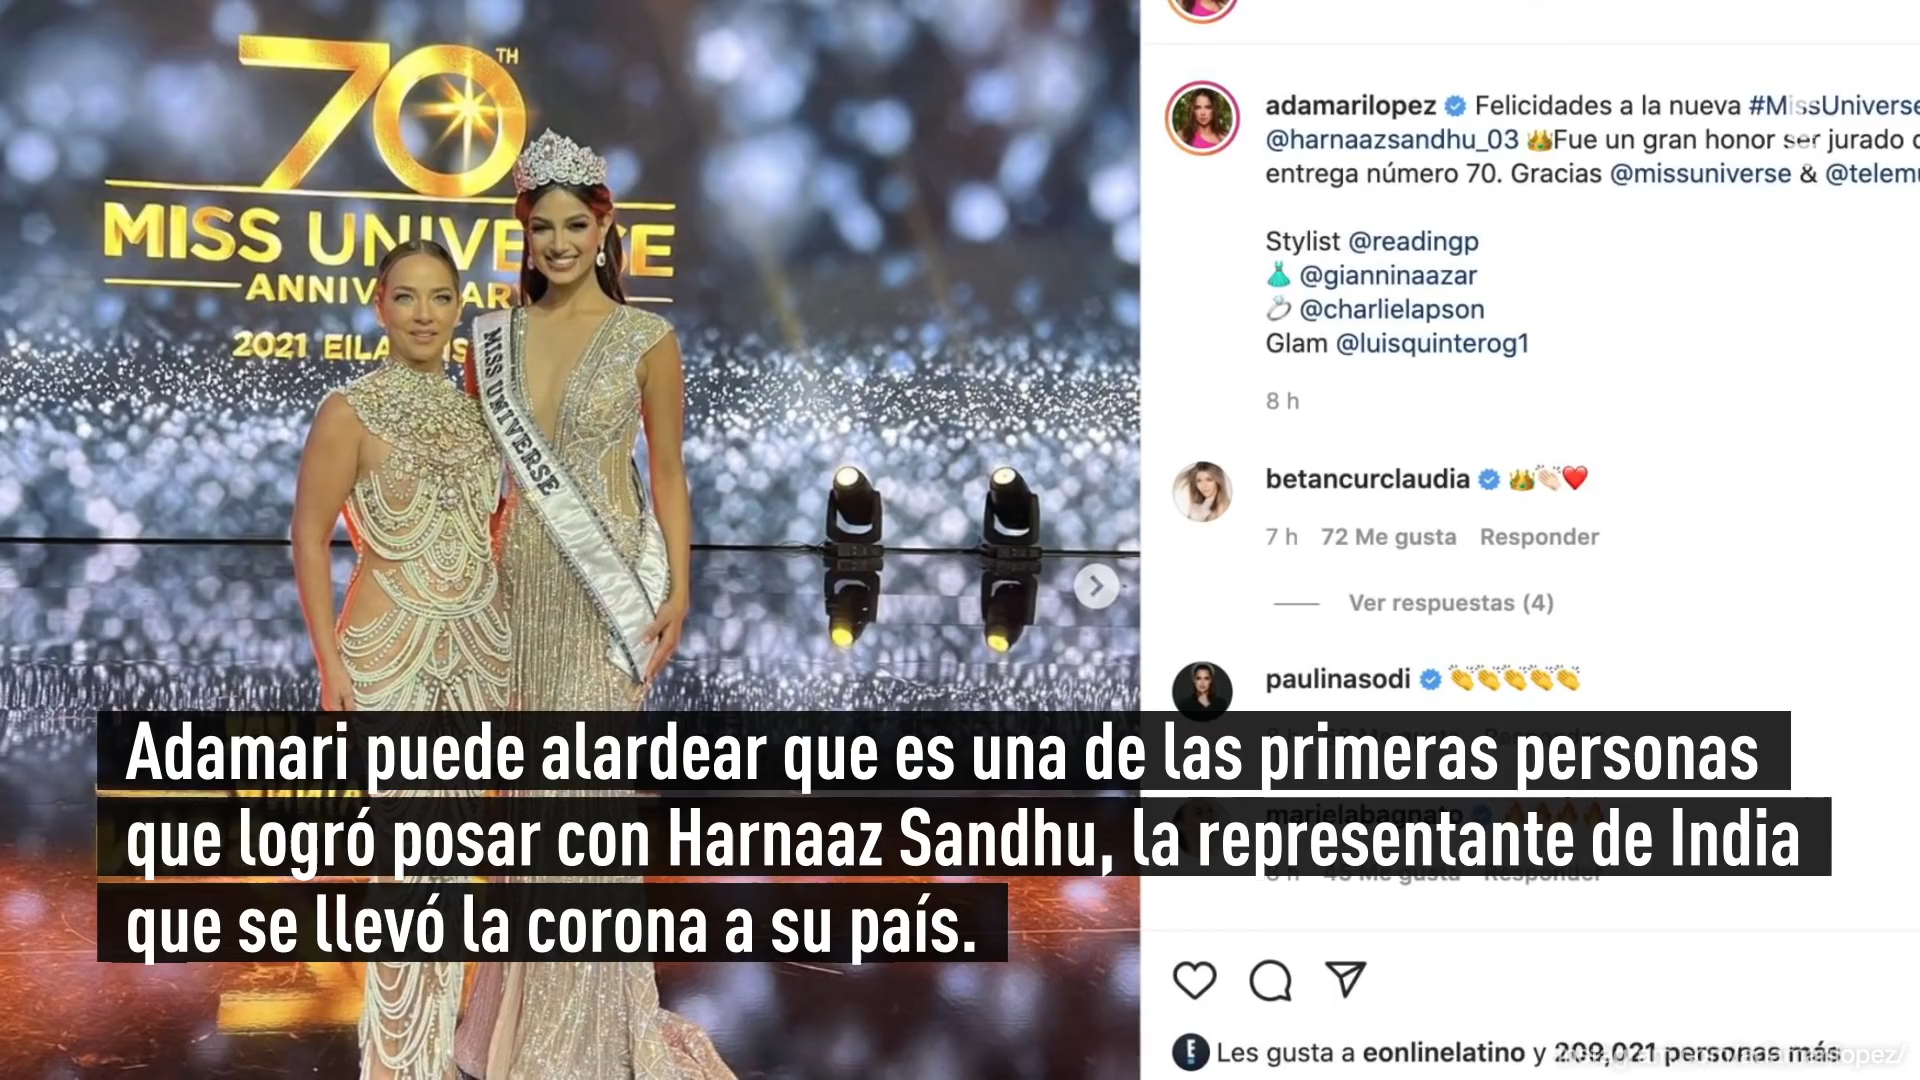 70TH
MISS UNIVERSE
ANNIVERSARY
2021 EILA
MISS UNIVERSE
adamarilopez Felicidades a la nueva #MissUniverse
@harnaazsandhu_03 👑Fue un gran honor ser jurado
entrega número 70. Gracias @missuniverse & @telemu
Stylist @readingp
👗 @gianninaazar
💍 @charlielapson
Glam @luisquinterog1
8 h
betancurclaudia 👑👏🏻❤️
7 h 72 Me gusta Responder
Ver respuestas (4)
paulinasodi 👏👏👏👏👏
Adamari puede alardear que es una de las primeras personas
que logró posar con Harnaaz Sandhu, la representante de India
que se llevó la corona a su país.
Les gusta a eonlinelatino y 209,021 personas más